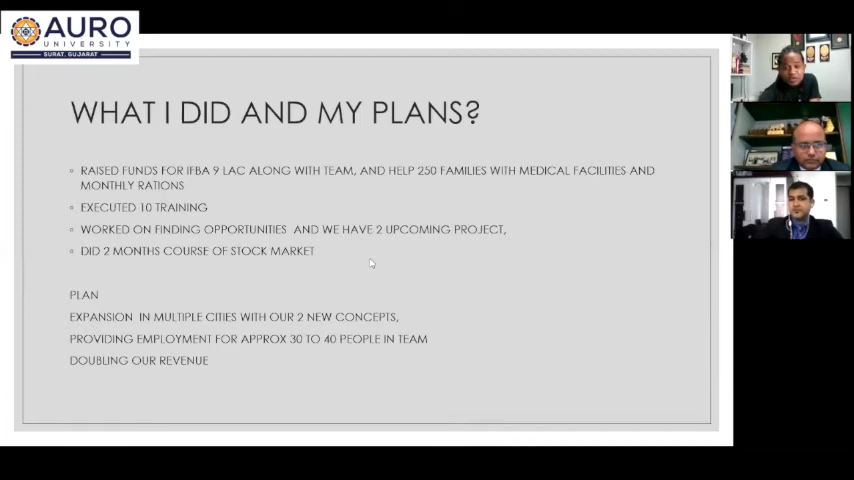 AURO
UNIVERSITY
SURAT, GUJARAT
WHAT I DID AND MY PLANS?
RAISED FUNDS FOR IFBA 9 LAC ALONG WITH TEAM, AND HELP 250 FAMILIES WITH MEDICAL FACILITIES AND
MONTHLY RATIONS
EXECUTED 10 TRAINING
WORKED ON FINDING OPPORTUNITIES AND WE HAVE 2 UPCOMING PROJECT,
DID 2 MONTHS COURSE OF STOCK MARKET
PLAN
EXPANSION IN MULTIPLE CITIES WITH OUR 2 NEW CONCEPTS,
PROVIDING EMPLOYMENT FOR APPROX 30 TO 40 PEOPLE IN TEAM
DOUBLING OUR REVENUE